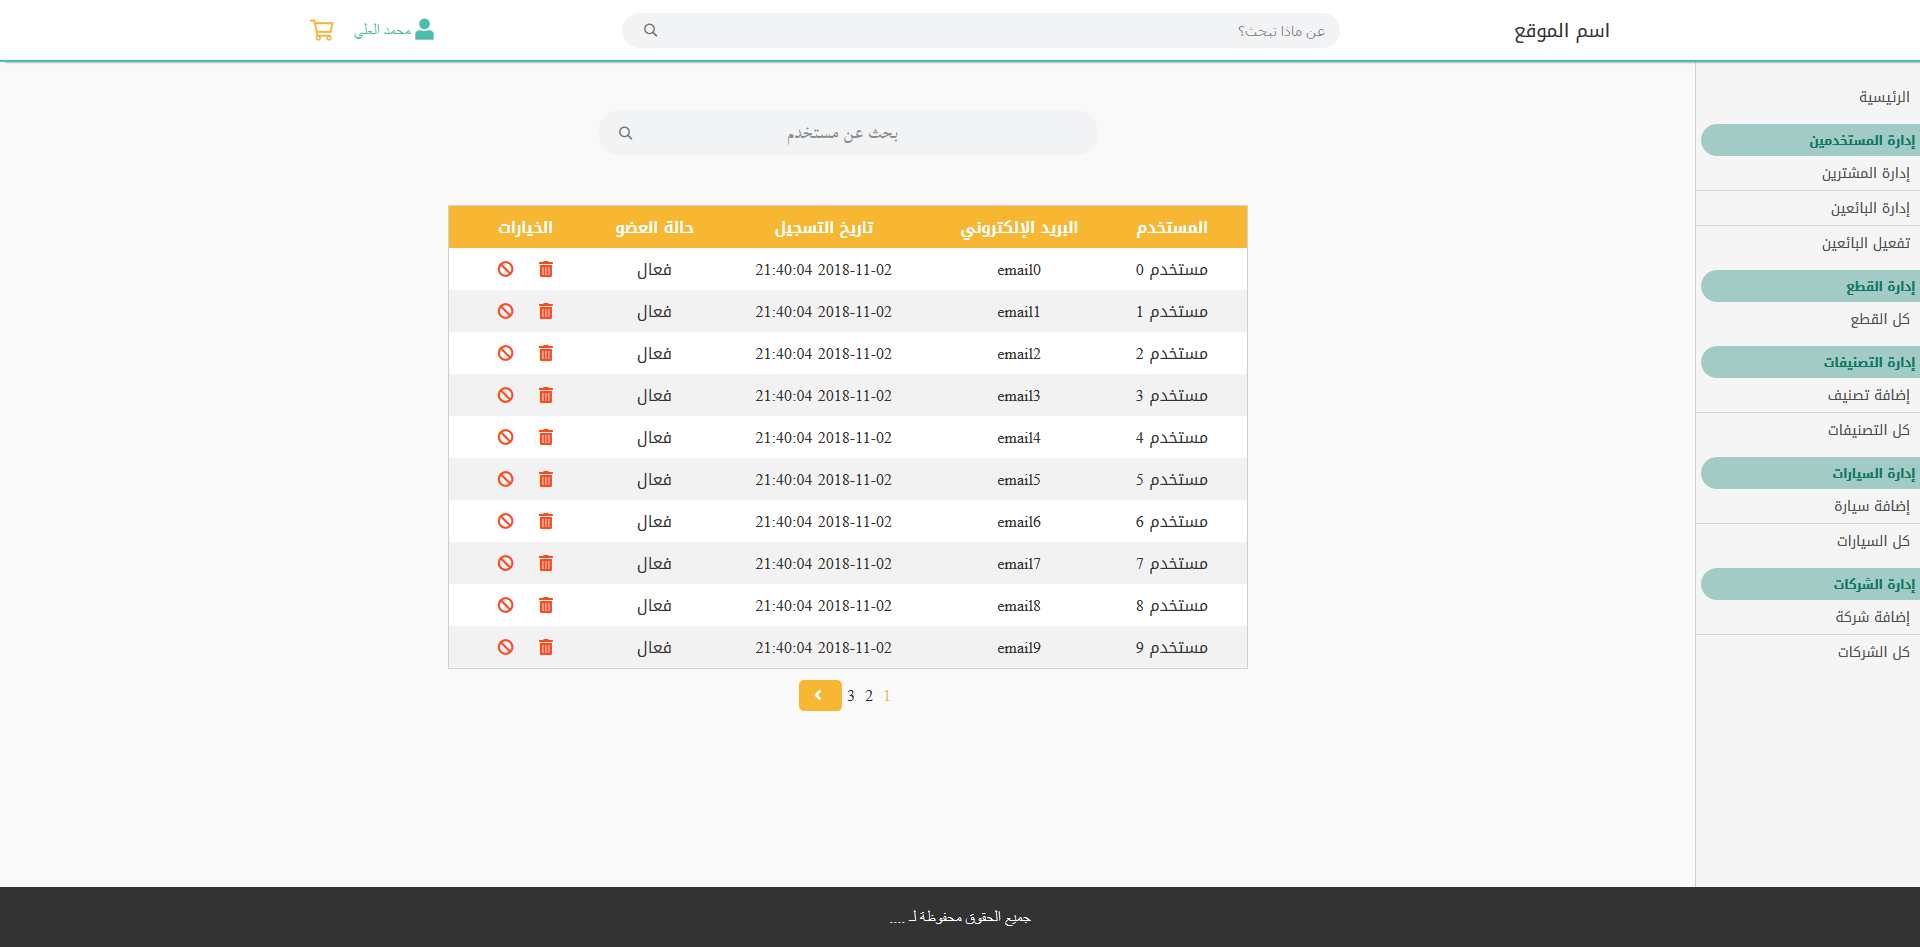 اسم الموقع
عن ماذا تبحث؟
محمد العلي
الرئيسية
إدارة المستخدمين
إدارة المشترين
إدارة البائعين
تفعيل البائعين
إدارة القطع
كل القطع
إدارة التصنيفات
إضافة تصنيف
كل التصنيفات
إدارة السيارات
إضافة سيارة
كل السيارات
إدارة الشركات
إضافة شركة
كل الشركات
بحث عن مستخدم
المستخدم البريد الإلكتروني تاريخ التسجيل حالة العضو الخيارات
مستخدم 0 email0 2018-11-02 21:40:04 فعال
مستخدم 1 email1 2018-11-02 21:40:04 فعال
مستخدم 2 email2 2018-11-02 21:40:04 فعال
مستخدم 3 email3 2018-11-02 21:40:04 فعال
مستخدم 4 email4 2018-11-02 21:40:04 فعال
مستخدم 5 email5 2018-11-02 21:40:04 فعال
مستخدم 6 email6 2018-11-02 21:40:04 فعال
مستخدم 7 email7 2018-11-02 21:40:04 فعال
مستخدم 8 email8 2018-11-02 21:40:04 فعال
مستخدم 9 email9 2018-11-02 21:40:04 فعال
1 2 3
جميع الحقوق محفوظة لـ ....